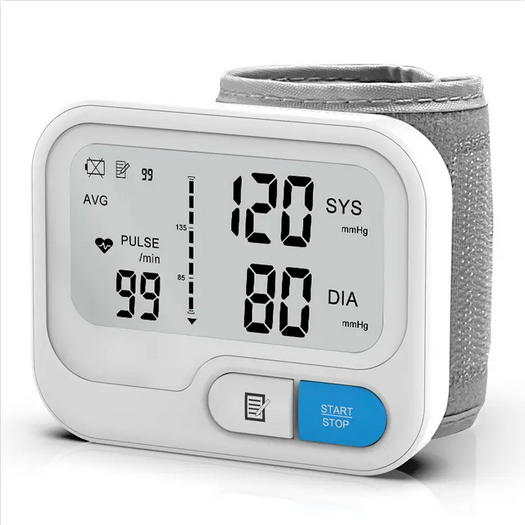 99
AVG
PULSE
/min
99
135
85
120 SYS
mmHg
80 DIA
mmHg
START
STOP